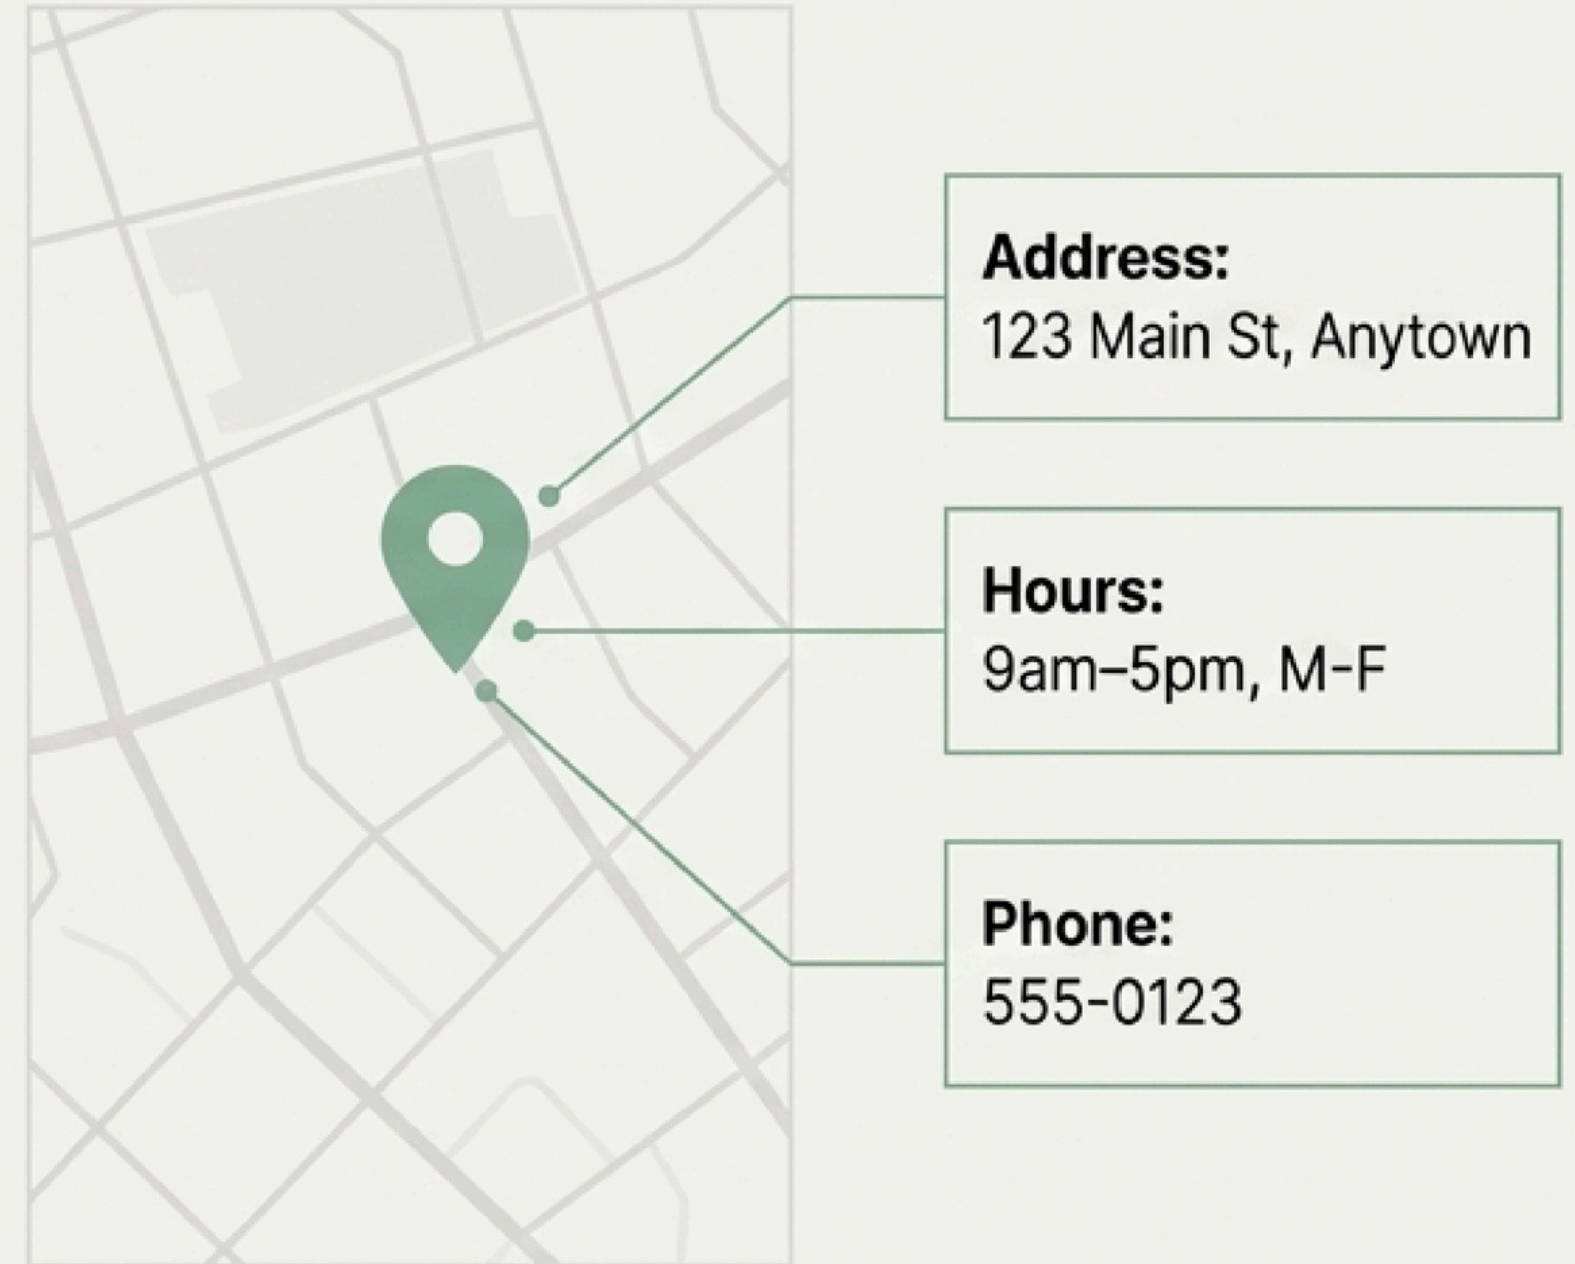 Address:
123 Main St, Anytown
Hours:
9am–5pm, M-F
Phone:
555-0123